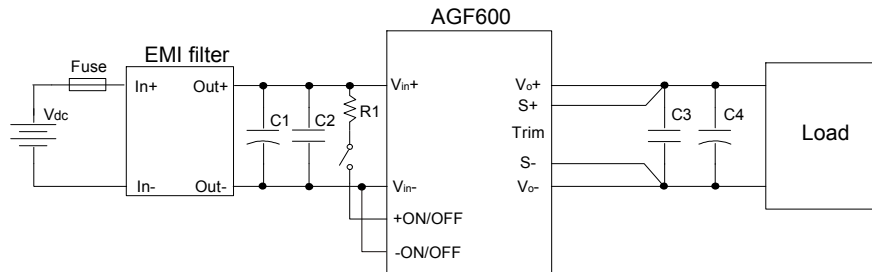 AGF600
EMI filter
Fuse
In+ Out+
Vin+
Vo+
S+
Vdc
C1 C2 R1
Trim
C3 C4
Load
S-
In- Out-
Vin-
Vo-
+ON/OFF
-ON/OFF